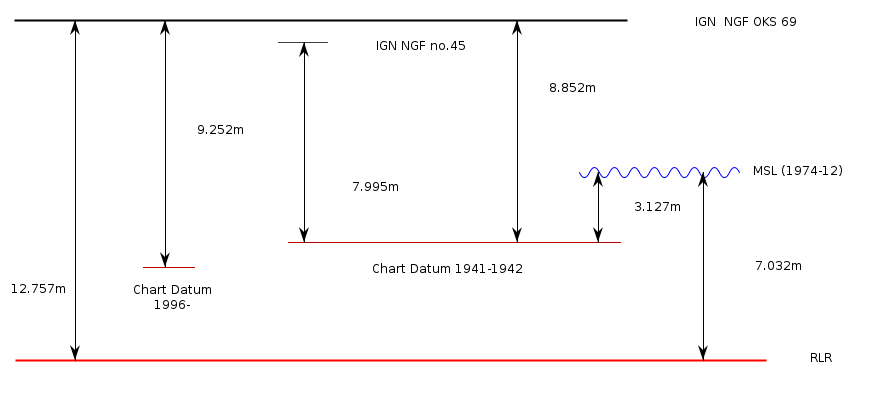 IGN  NGF OKS 69
IGN NGF no.45
8.852m
9.252m
MSL (1974-12)
7.995m
3.127m
7.032m
Chart Datum 1941-1942
12.757m
Chart Datum
1996-
RLR